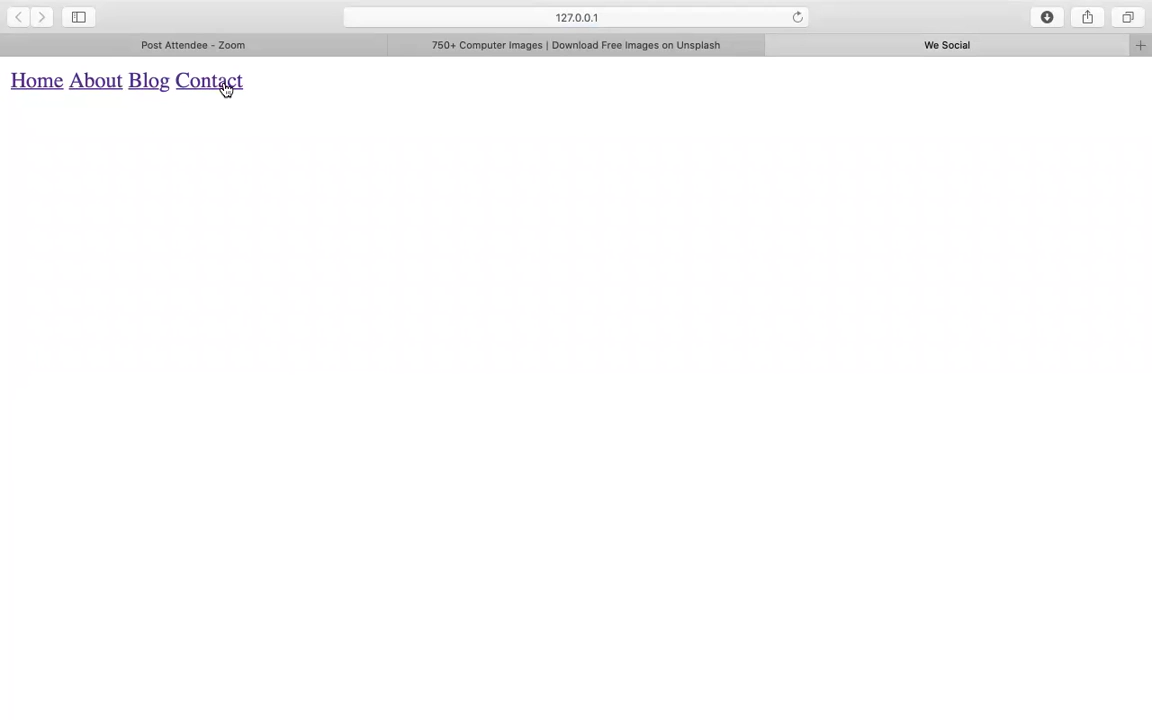 127.0.0.1
Post Attendee - Zoom
750+ Computer Images | Download Free Images on Unsplash
We Social
Home About Blog Contact